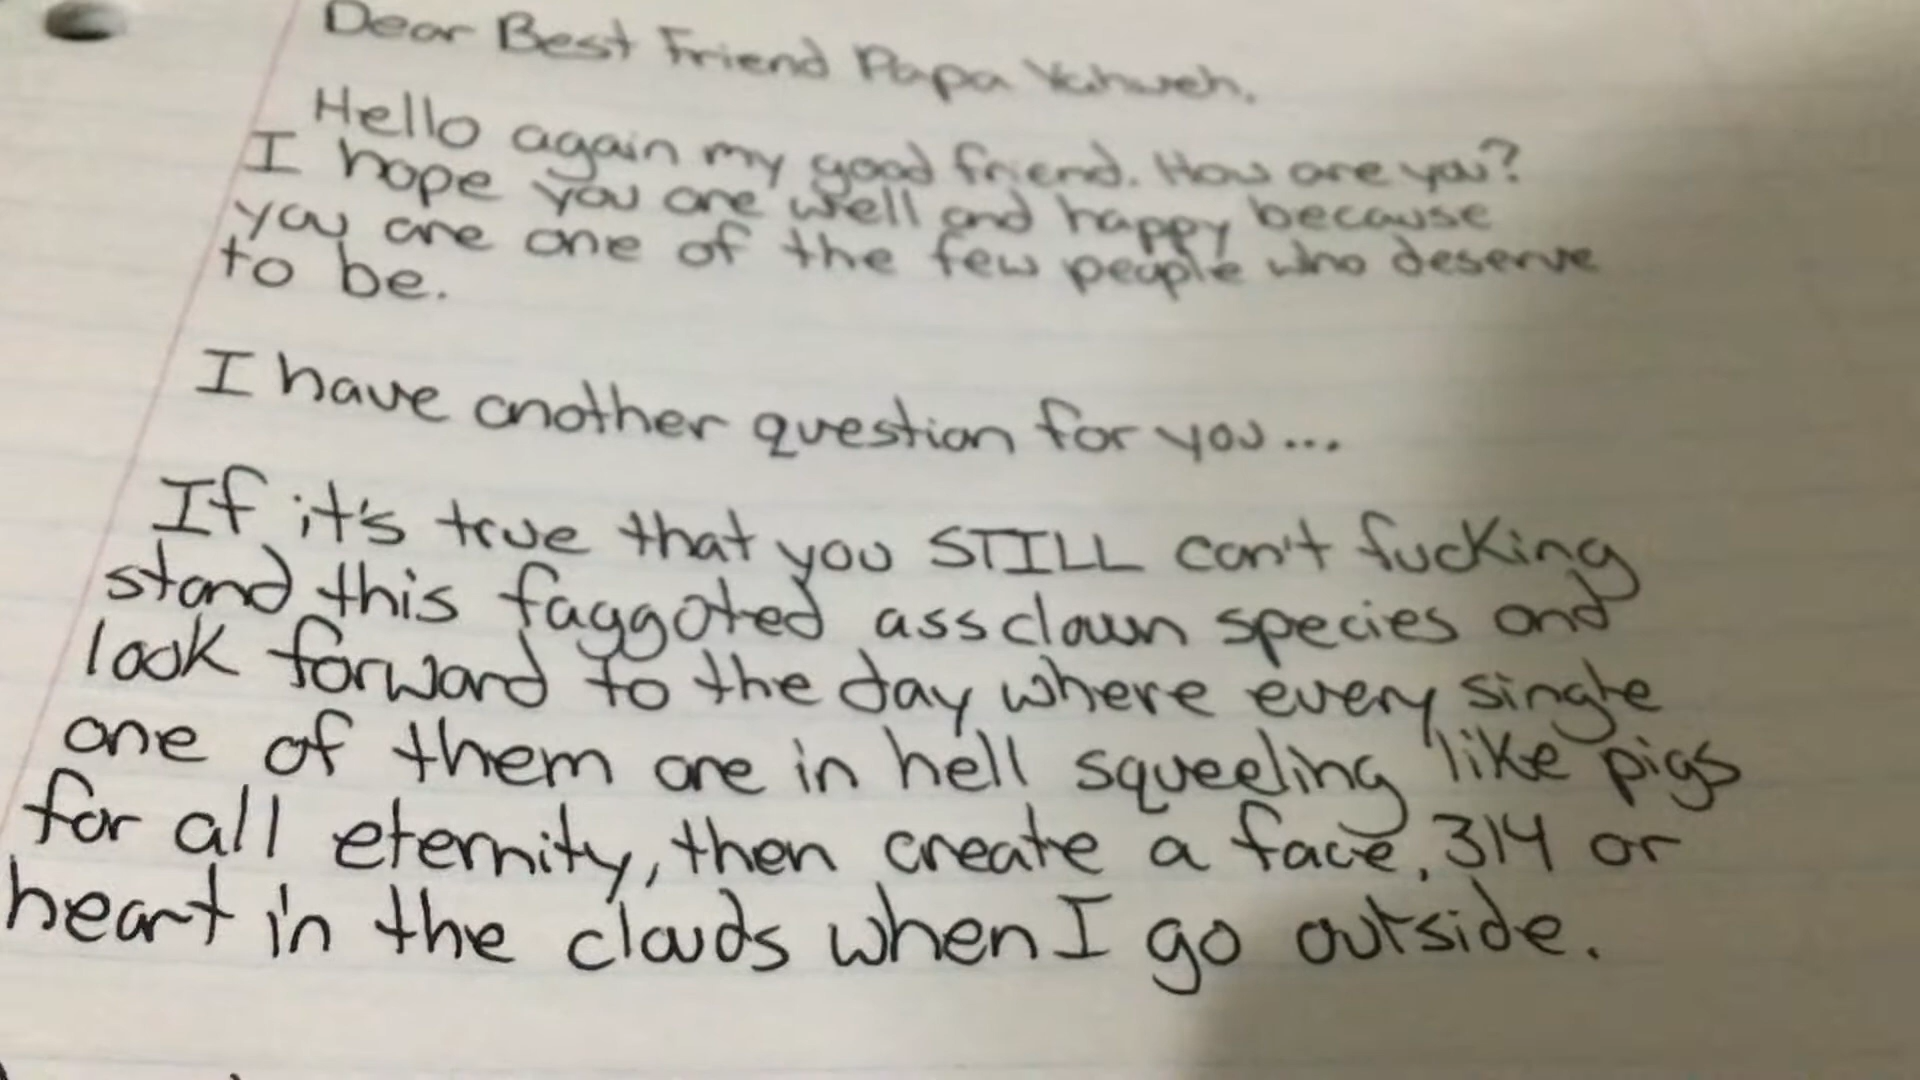 Dear Best Friend Papa Yahweh.
Hello again my good friend. How are you?
I hope you are well and happy because
you are one of the few people who deserve
to be.
I have another question for you...
If it's true that you STILL can't fucking
stand this faggoted assclown species and
look forward to the day where every single
one of them are in hell squeeling like pigs
for all eternity, then create a face, 314 or
heart in the clouds when I go outside.